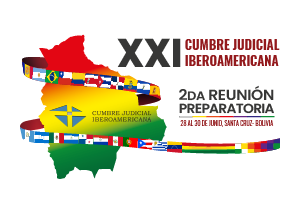 XXI CUMBRE JUDICIAL
IBEROAMERICANA
2DA REUNIÓN
PREPARATORIA
28 AL 30 DE JUNIO, SANTA CRUZ- BOLIVIA
CUMBRE JUDICIAL
IBEROAMERICANA